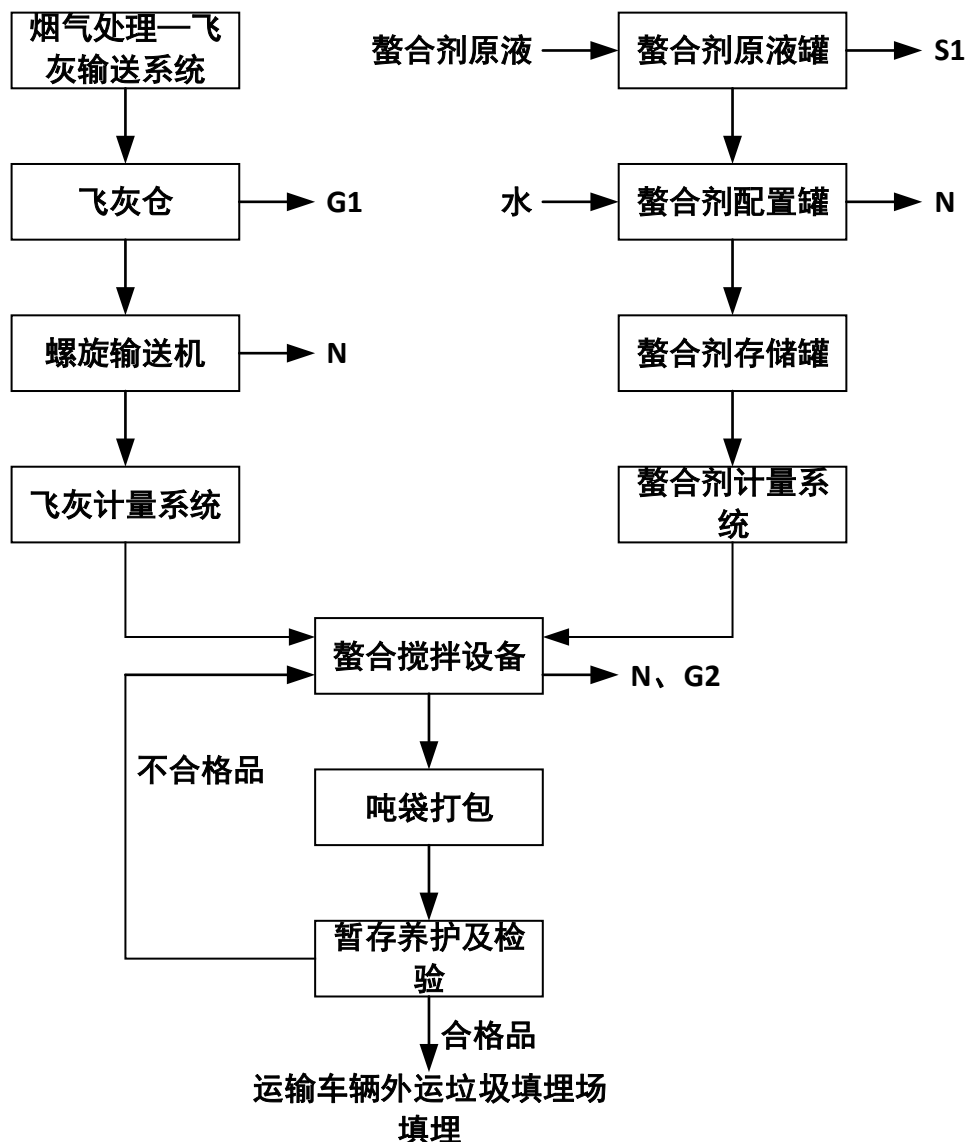 烟气处理—飞
灰输送系统
螯合剂原液
螯合剂原液罐
S1
飞灰仓
G1
水
螯合剂配置罐
N
螺旋输送机
N
螯合剂存储罐
飞灰计量系统
螯合剂计量系
统
螯合搅拌设备
N、G2
不合格品
吨袋打包
暂存养护及检
验
合格品
运输车辆外运垃圾填埋场
填埋